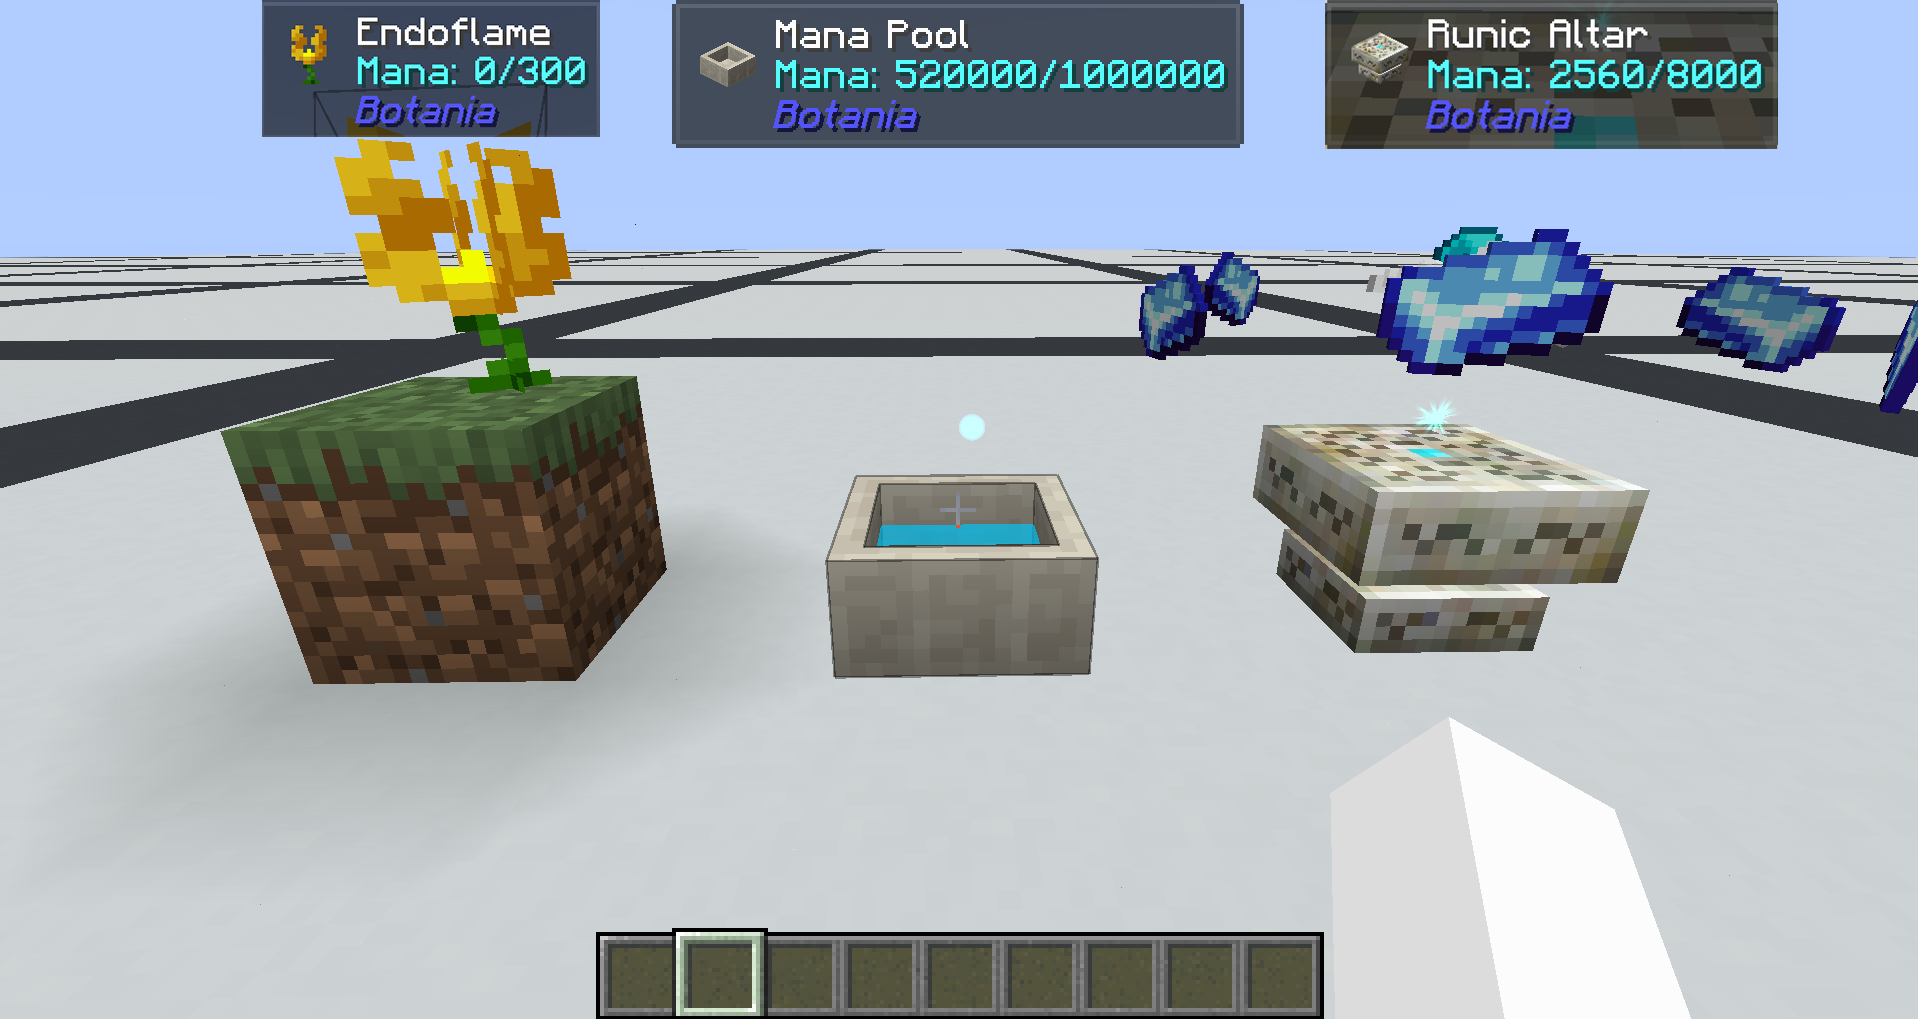 Endoflame
Mana: 0/300
Botania
Mana Pool
Mana: 520000/1000000
Botania
Runic Altar
Mana: 2560/8000
Botania